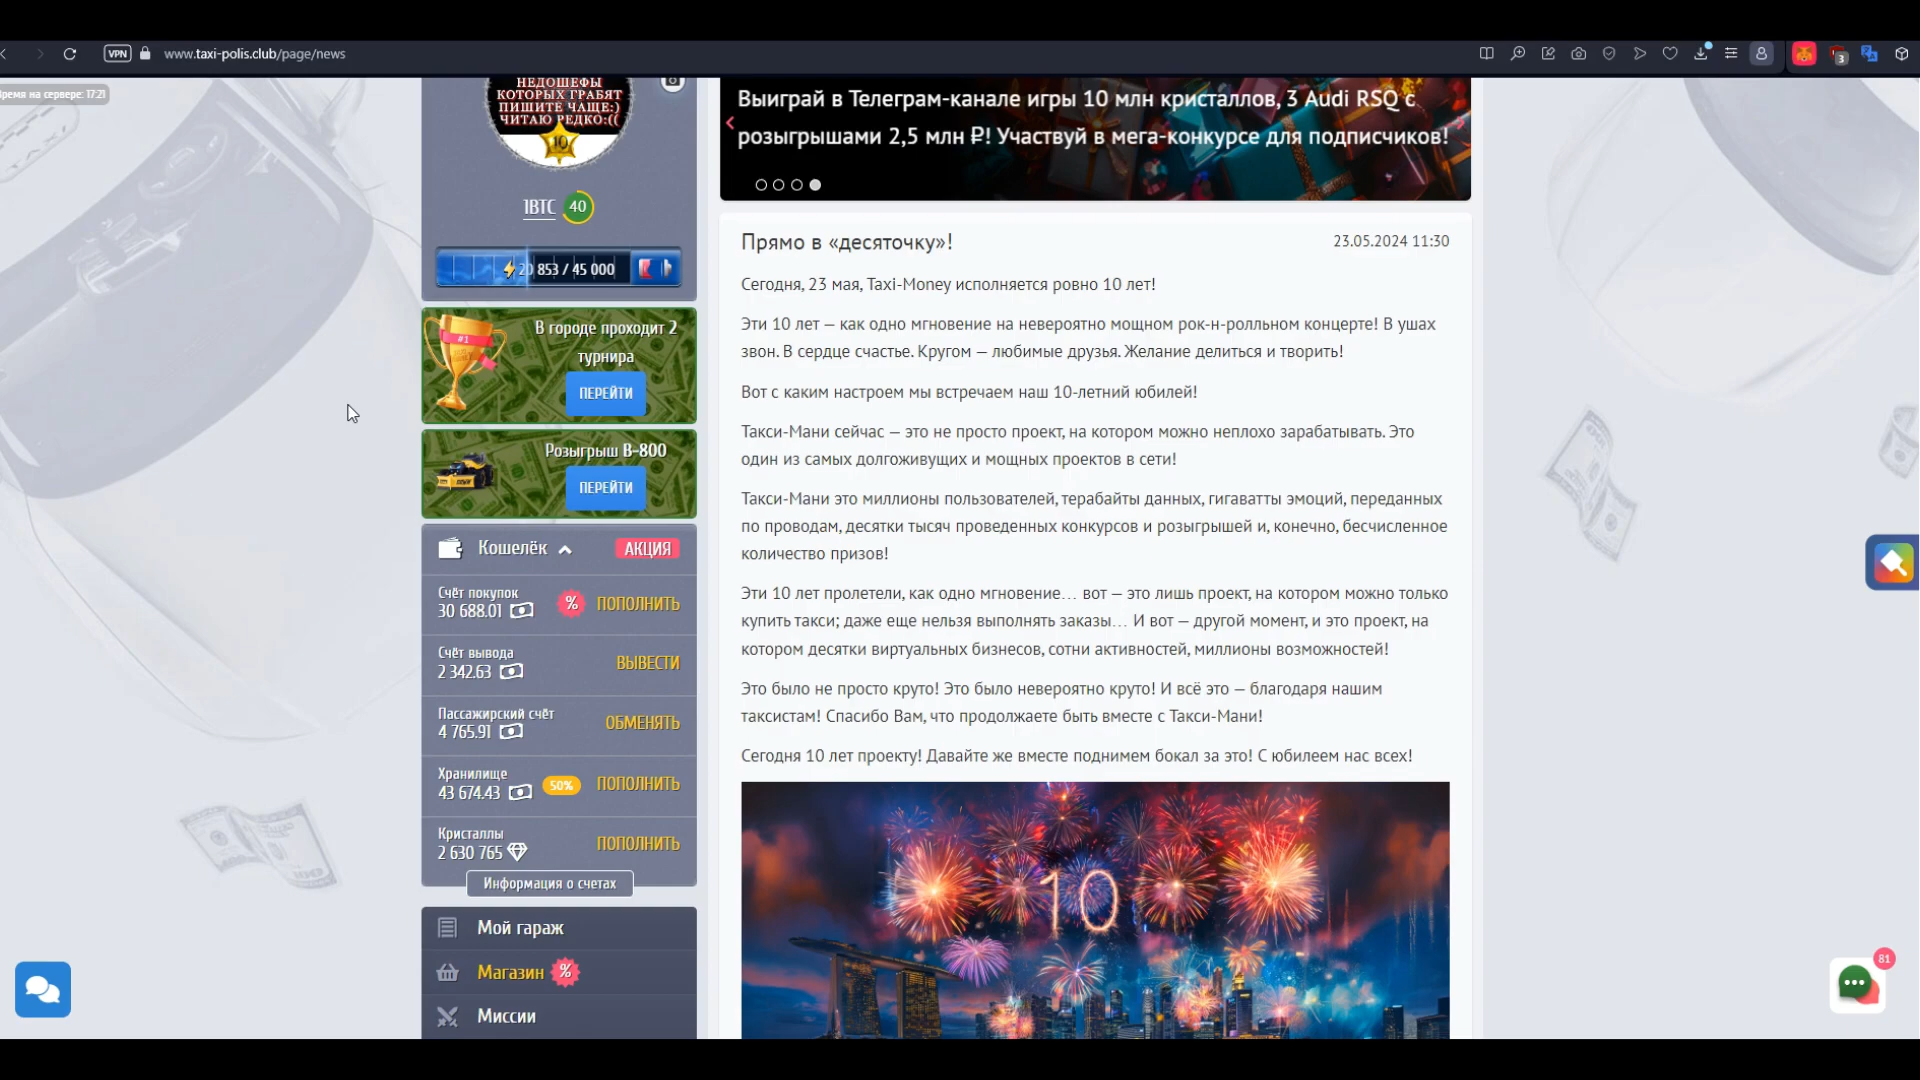 VPN
www.taxi-polis.club/page/news
3
время на сервере: 17:21
НЕДОШЕФЫ
КОТОРЫХ ГРАБЯТ
ПИШИТЕ ЧАЩЕ:)
ЧИТАЮ РЕДКО:((
10
1BTC 40
20 853 / 45 000
#1
В городе проходит 2
турнира
ПЕРЕЙТИ
Розыгрыш B-800
ПЕРЕЙТИ
Кошелёк
АКЦИЯ
Счёт покупок
30 688.01
%
ПОПОЛНИТЬ
Счёт вывода
2 342.63
ВЫВЕСТИ
Пассажирский счёт
4 765.91
ОБМЕНЯТЬ
Хранилище
43 674.43
50%
ПОПОЛНИТЬ
Кристаллы
2 630 765
ПОПОЛНИТЬ
Информация о счетах
Мой гараж
Магазин %
Миссии
Выиграй в Телеграм-канале игры 10 млн кристаллов, 3 Audi RSQ с
розыгрышами 2,5 млн ₽! Участвуй в мега-конкурсе для подписчиков!
Прямо в «десяточку»!
23.05.2024 11:30
Сегодня, 23 мая, Taxi-Money исполняется ровно 10 лет!
Эти 10 лет – как одно мгновение на невероятно мощном рок-н-ролльном концерте! В ушах
звон. В сердце счастье. Кругом – любимые друзья. Желание делиться и творить!
Вот с каким настроем мы встречаем наш 10-летний юбилей!
Такси-Мани сейчас – это не просто проект, на котором можно неплохо зарабатывать. Это
один из самых долгоживущих и мощных проектов в сети!
Такси-Мани это миллионы пользователей, терабайты данных, гигаватты эмоций, переданных
по проводам, десятки тысяч проведенных конкурсов и розыгрышей и, конечно, бесчисленное
количество призов!
Эти 10 лет пролетели, как одно мгновение... вот – это лишь проект, на котором можно только
купить такси; даже еще нельзя выполнять заказы... И вот – другой момент, и это проект, на
котором десятки виртуальных бизнесов, сотни активностей, миллионы возможностей!
Это было не просто круто! Это было невероятно круто! И всё это – благодаря нашим
таксистам! Спасибо Вам, что продолжаете быть вместе с Такси-Мани!
Сегодня 10 лет проекту! Давайте же вместе поднимем бокал за это! С юбилеем нас всех!
10
81